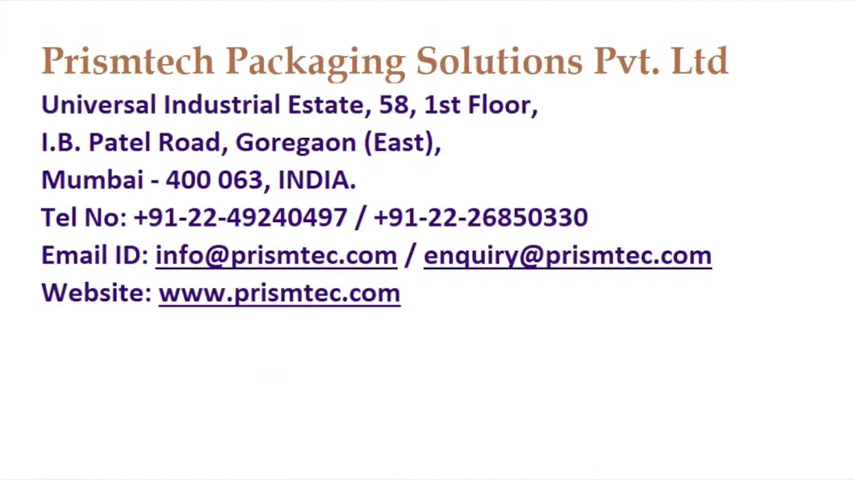 Prismtech Packaging Solutions Pvt. Ltd
Universal Industrial Estate, 58, 1st Floor,
I.B. Patel Road, Goregaon (East),
Mumbai - 400 063, INDIA.
Tel No: +91-22-49240497 / +91-22-26850330
Email ID: info@prismtec.com / enquiry@prismtec.com
Website: www.prismtec.com